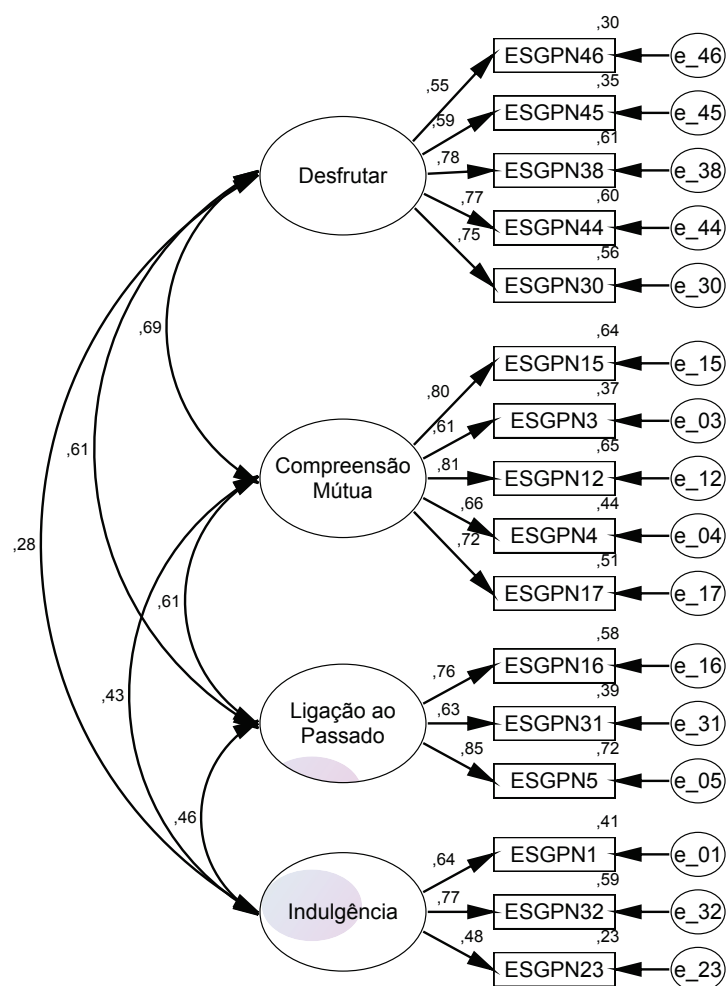 ,30
ESGPN46
e_46
,55
,35
ESGPN45
e_45
,59
,61
ESGPN38
e_38
,78
Desfrutar
,60
ESGPN44
e_44
,77
,56
ESGPN30
e_30
,75
,69
,64
ESGPN15
e_15
,80
,37
ESGPN3
e_03
,61
,65
ESGPN12
e_12
,81
Compreensão
Mútua
,44
ESGPN4
e_04
,66
,51
ESGPN17
e_17
,72
,61
,28
,61
,58
ESGPN16
e_16
,76
,39
ESGPN31
e_31
,63
Ligação ao
Passado
,72
ESGPN5
e_05
,85
,43
,46
,41
ESGPN1
e_01
,64
,59
ESGPN32
e_32
,77
Indulgência
,23
ESGPN23
e_23
,48